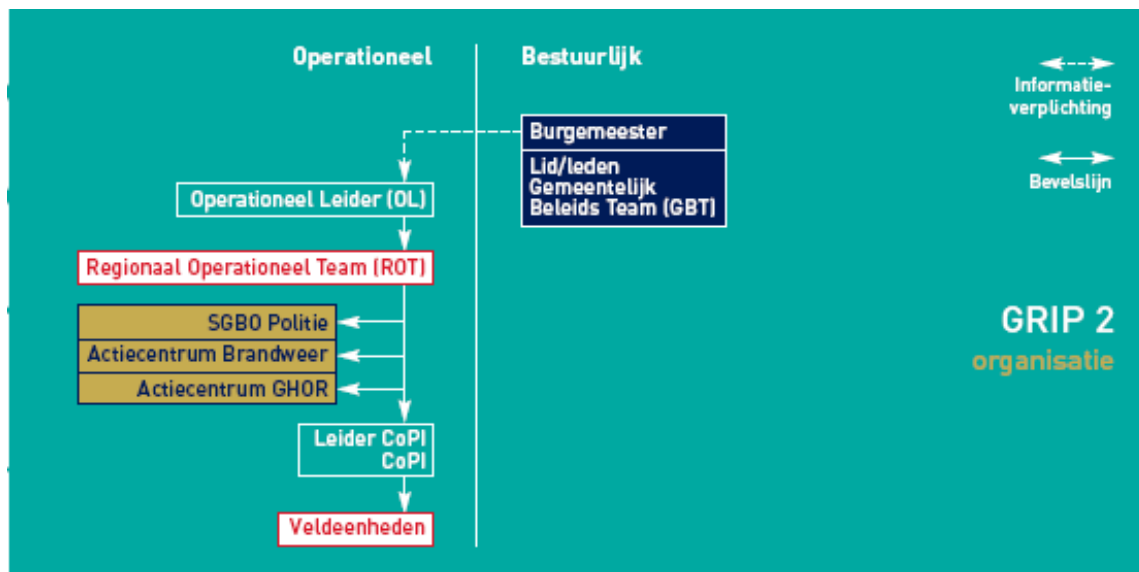 Operationeel
Bestuurlijk
Informatie-
verplichting
Burgemeester
Lid/leden
Gemeentelijk
Beleids Team (GBT)
Bevelslijn
Operationeel Leider (OL)
Regionaal Operationeel Team (ROT)
SGBO Politie
Actiecentrum Brandweer
Actiecentrum GHOR
GRIP 2
organisatie
Leider CoPI
CoPI
Veldeenheden